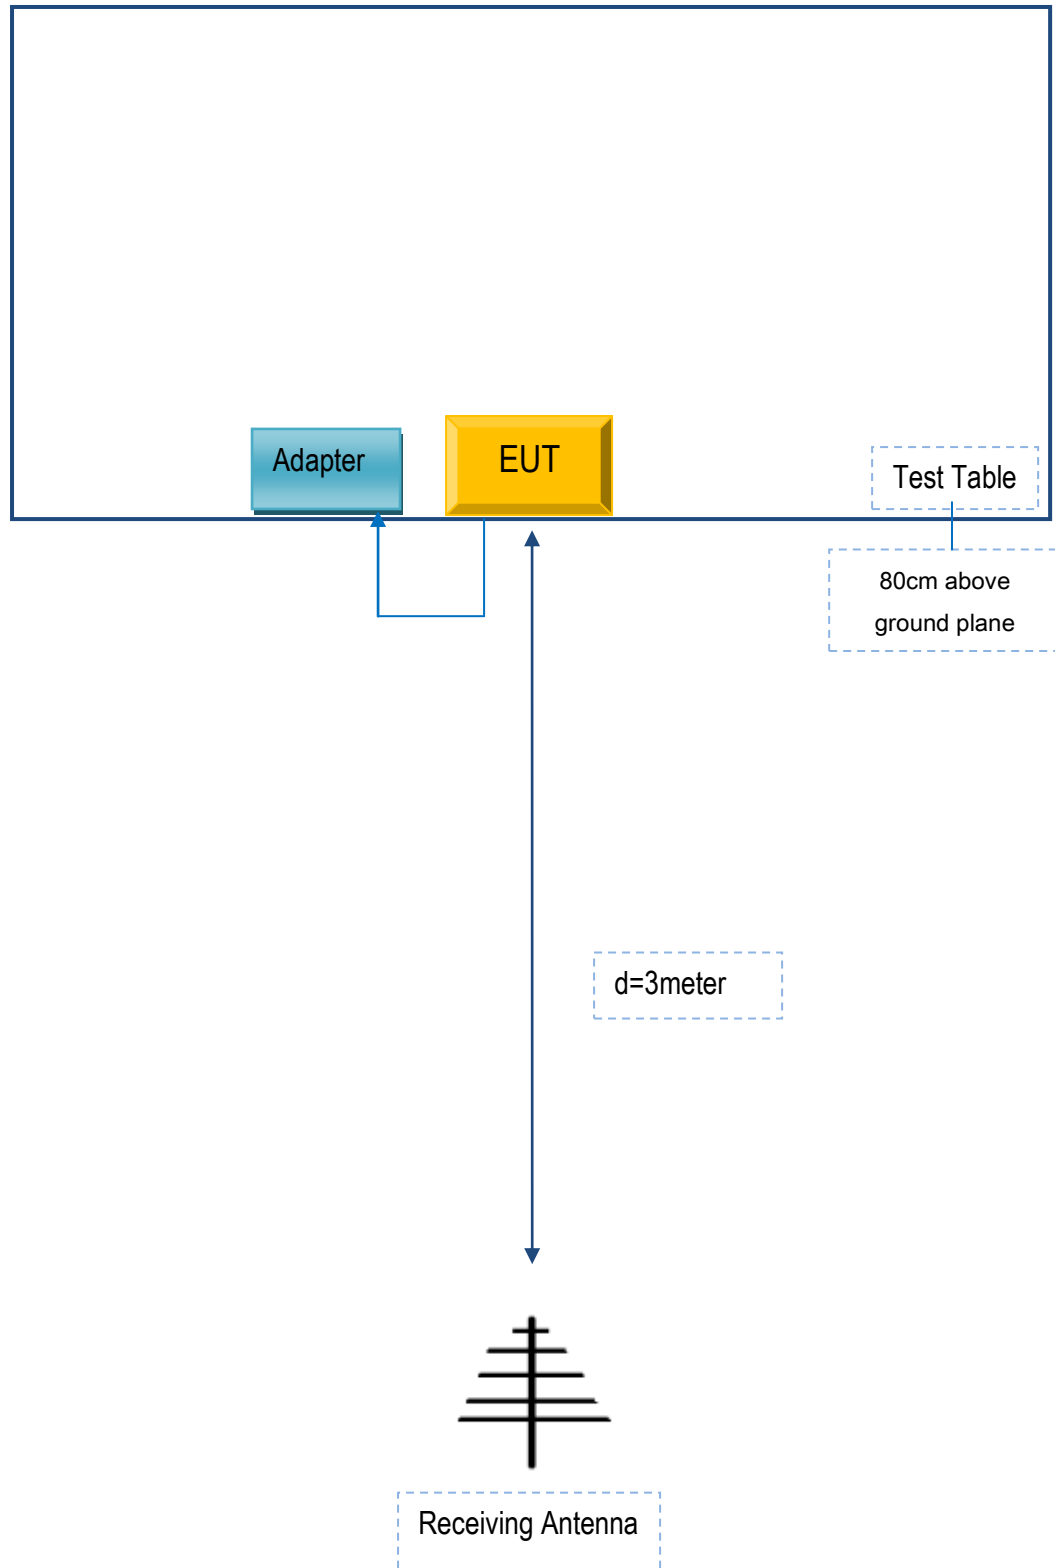 Adapter
EUT
Test Table
80cm above
ground plane
d=3meter
Receiving Antenna